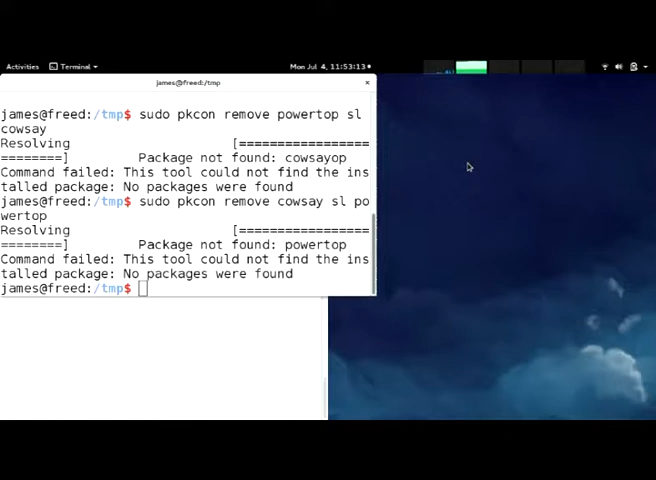 Activities Terminal Mon Jul 4, 11:53:13
james@freed:/tmp
james@freed:/tmp$ sudo pkcon remove powertop sl
cowsay
Resolving [=================
========] Package not found: cowsayop
Command failed: This tool could not find the ins
talled package: No packages were found
james@freed:/tmp$ sudo pkcon remove cowsay sl po
wertop
Resolving [=================
========] Package not found: powertop
Command failed: This tool could not find the ins
talled package: No packages were found
james@freed:/tmp$